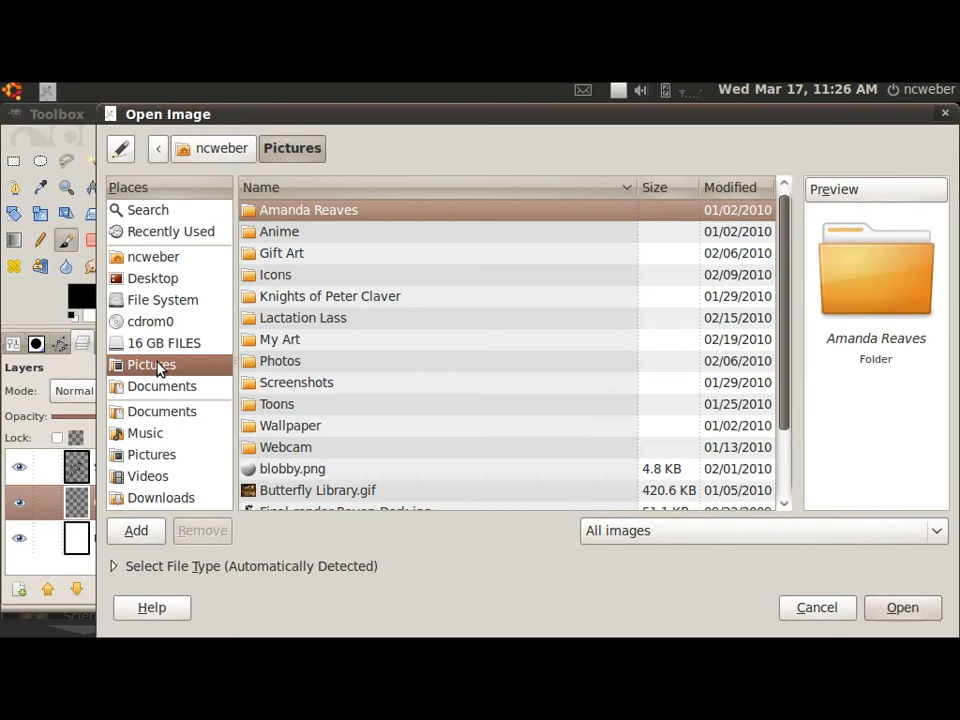 Wed Mar 17, 11:26 AM ncweber
Toolbox
Open Image
ncweber Pictures
Places
Name Size Modified
Preview
Search
Recently Used
ncweber
Desktop
File System
cdrom0
16 GB FILES
Pictures
Documents
Documents
Music
Pictures
Videos
Downloads
Amanda Reaves 01/02/2010
Anime 01/02/2010
Gift Art 02/06/2010
Icons 02/09/2010
Knights of Peter Claver 01/29/2010
Lactation Lass 02/15/2010
My Art 02/19/2010
Photos 02/06/2010
Screenshots 01/29/2010
Toons 01/25/2010
Wallpaper 01/02/2010
Webcam 01/13/2010
blobby.png 4.8 KB 02/01/2010
Butterfly Library.gif 420.6 KB 01/05/2010
Amanda Reaves
Folder
Layers
Mode: Normal
Opacity:
Lock:
Add Remove
All images
Select File Type (Automatically Detected)
Help Cancel Open